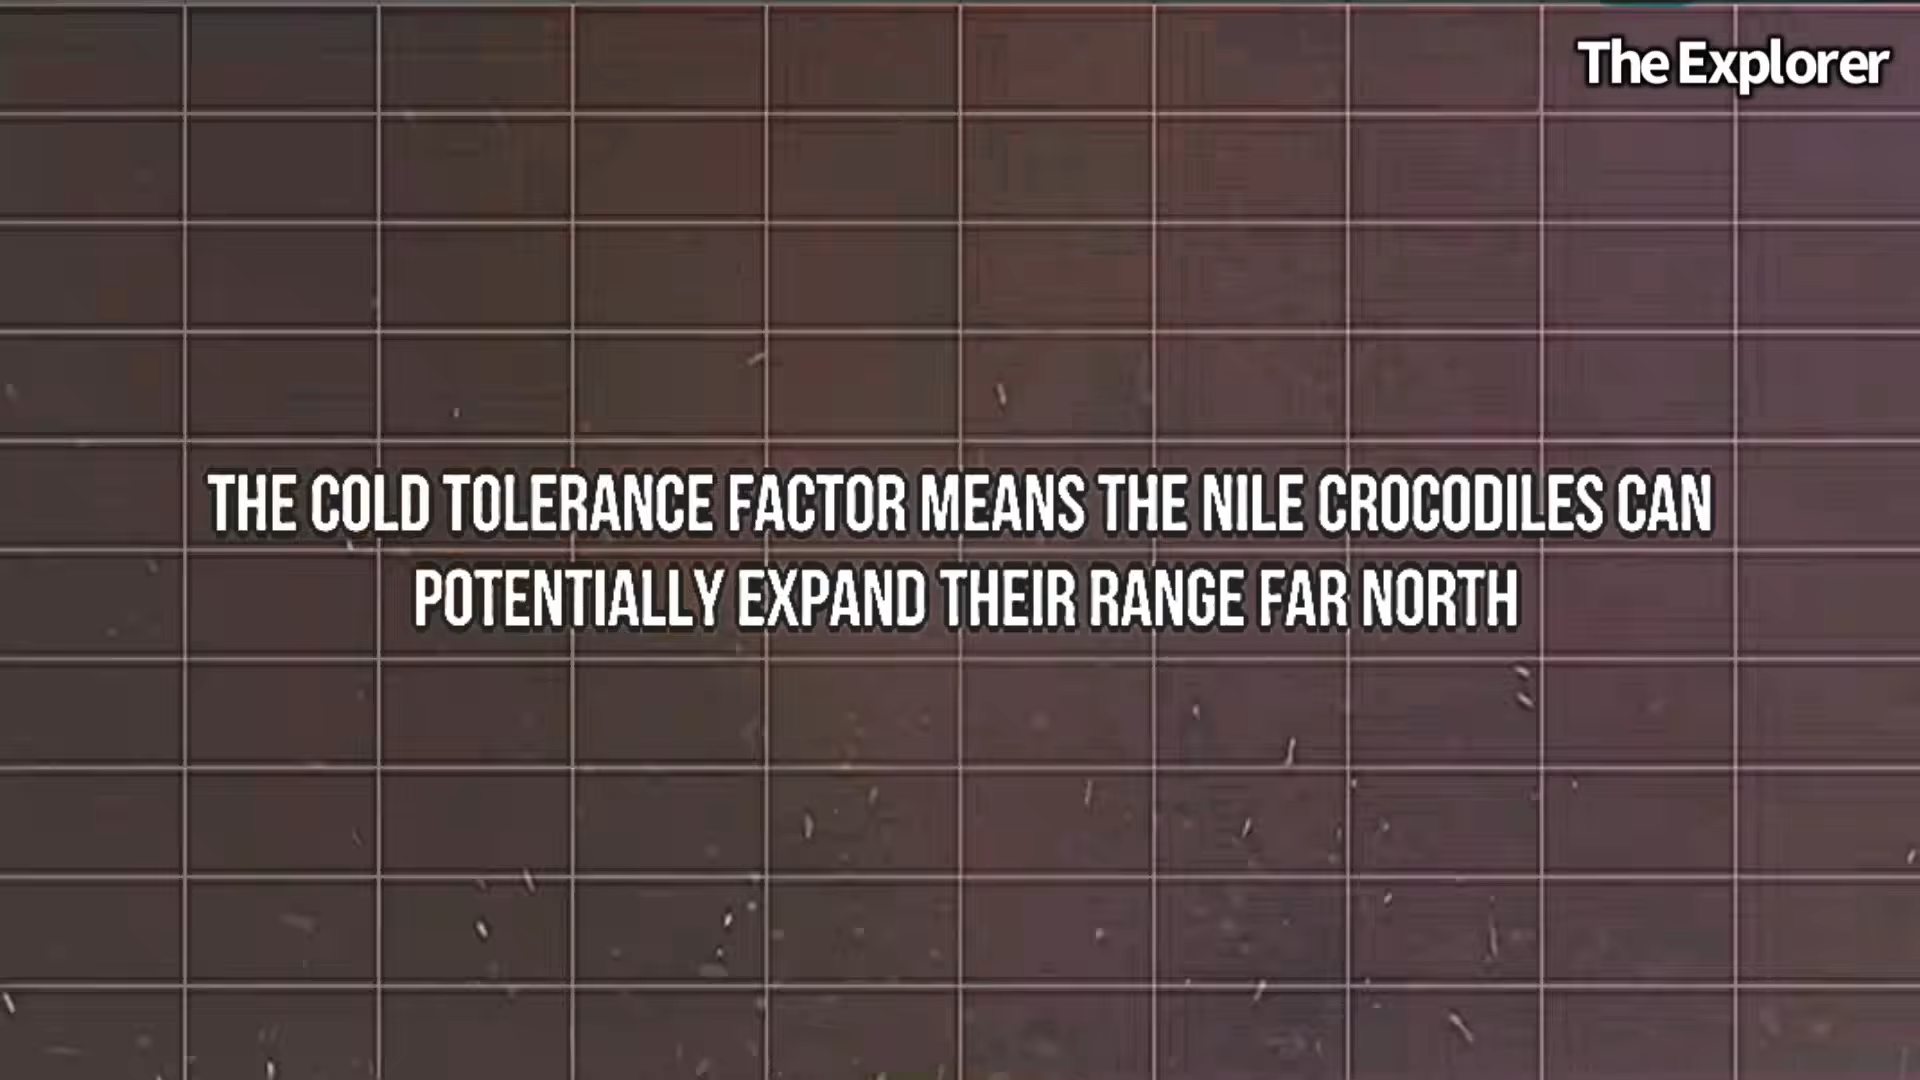 The Explorer
THE COLD TOLERANCE FACTOR MEANS THE NILE CROCODILES CAN
POTENTIALLY EXPAND THEIR RANGE FAR NORTH